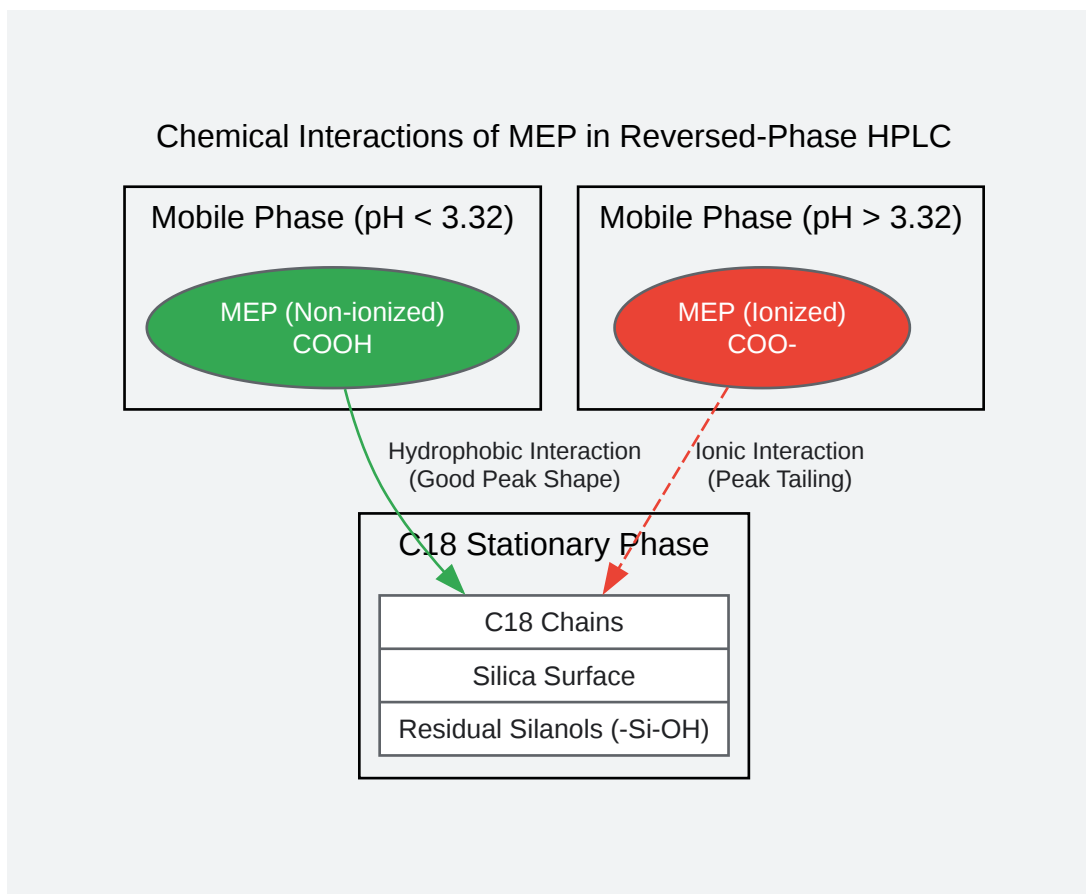 Chemical Interactions of MEP in Reversed-Phase HPLC
Mobile Phase (pH < 3.32)
MEP (Non-ionized)
COOH
Mobile Phase (pH > 3.32)
MEP (Ionized)
COO-
Hydrophobic Interaction
(Good Peak Shape)
Ionic Interaction
(Peak Tailing)
C18 Stationary Phase
C18 Chains
Silica Surface
Residual Silanols (-Si-OH)